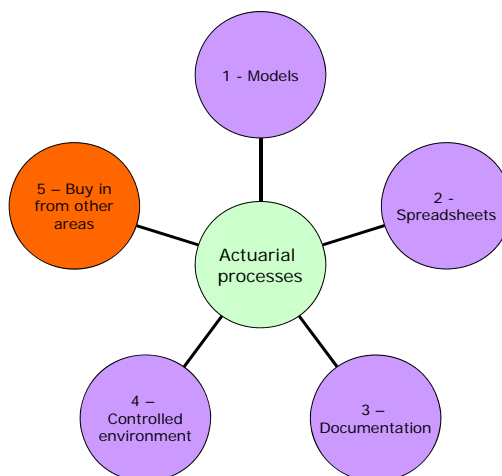 1 - Models
2 -
Spreadsheets
3 –
Documentation
4 –
Controlled
environment
5 – Buy in
from other
areas
Actuarial
processes